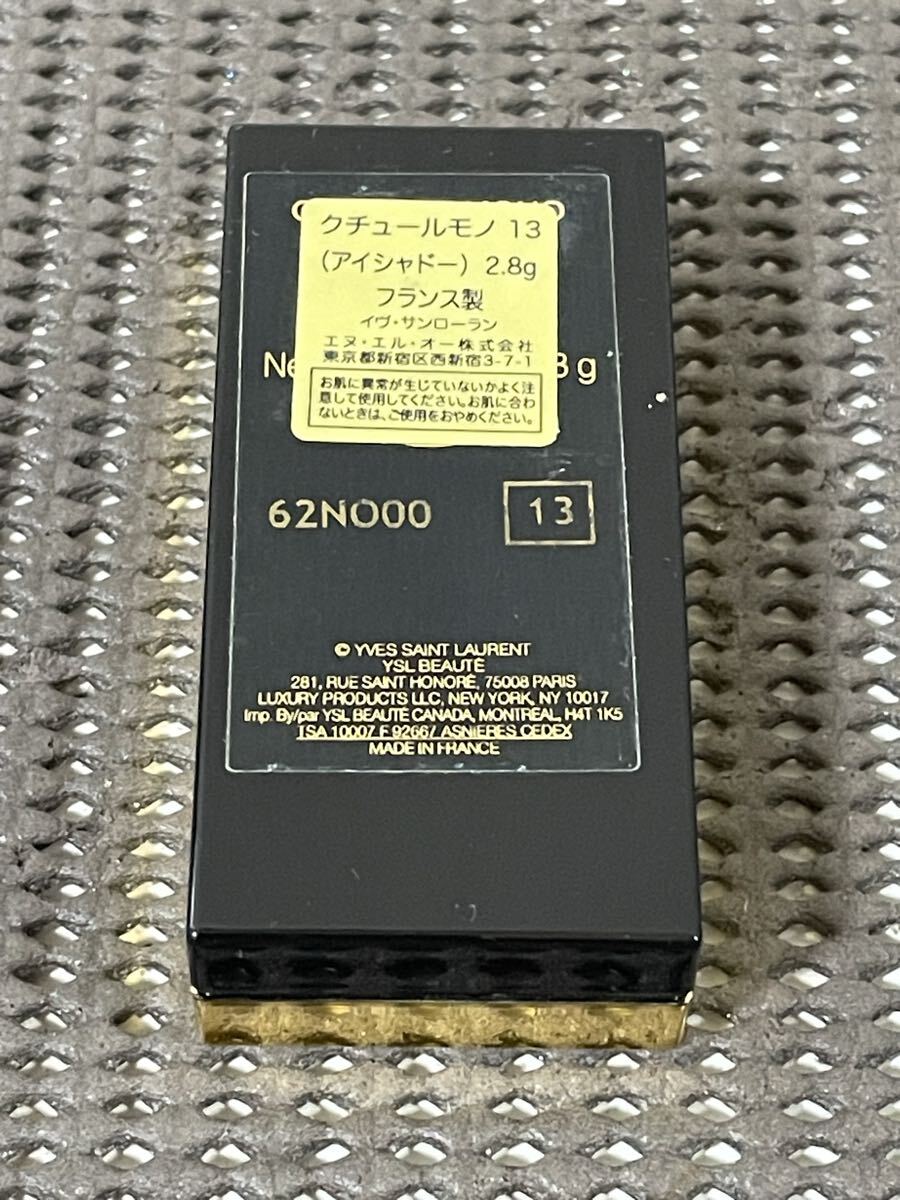 クチュールモノ 13
(アイシャドー) 2.8g
フランス製
イヴ・サンローラン
エヌ・エル・オー株式会社
東京都新宿区西新宿3-7-1
お肌に異常が生じていないかよく注
意して使用してください。お肌に合わ
ないときは、ご使用をおやめください。
g
62NO00
13
© YVES SAINT LAURENT
YSL BEAUTÉ
281, RUE SAINT HONORÉ, 75008 PARIS
LUXURY PRODUCTS LLC, NEW YORK, NY 10017
Imp. By/par YSL BEAUTÉ CANADA, MONTREAL, H4T 1K5
TSA 10007 F 92667 ASNIERES CEDEX
MADE IN FRANCE